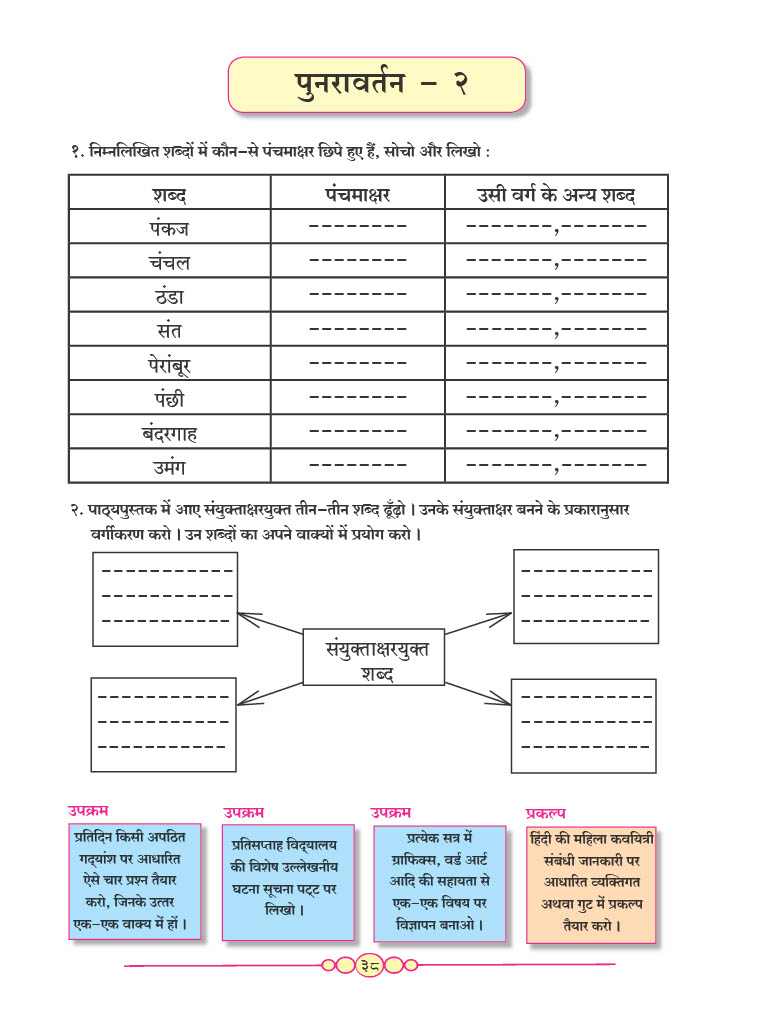 पुनरावर्तन – २
१. निम्नलिखित शब्दों में कौन-से पंचमाक्षर छिपे हुए हैं, सोचो और लिखो :
शब्द पंचमाक्षर उसी वर्ग के अन्य शब्द
पंकज -------- -------,-------
चंचल -------- -------,-------
ठंडा -------- -------,-------
संत -------- -------,-------
पेरांबूर -------- -------,-------
पंछी -------- -------,-------
बंदरगाह -------- -------,-------
उमंग -------- -------,-------
२. पाठ्यपुस्तक में आए संयुक्ताक्षरयुक्त तीन-तीन शब्द ढूँढ़ो । उनके संयुक्ताक्षर बनने के प्रकारानुसार
वर्गीकरण करो । उन शब्दों का अपने वाक्यों में प्रयोग करो ।
संयुक्ताक्षरयुक्त
शब्द
उपक्रम
प्रतिदिन किसी अपठित
गद्‌यांश पर आधारित
ऐसे चार प्रश्न तैयार
करो, जिनके उत्तर
एक-एक वाक्य में हों ।
उपक्रम
प्रतिसप्ताह विद्‌यालय
की विशेष उल्लेखनीय
घटना सूचना पट्ट पर
लिखो ।
उपक्रम
प्रत्येक सत्र में
ग्राफिक्स, वर्ड आर्ट
आदि की सहायता से
एक-एक विषय पर
विज्ञापन बनाओ ।
प्रकल्प
हिंदी की महिला कवयित्री
संबंधी जानकारी पर
आधारित व्यक्तिगत
अथवा गुट में प्रकल्प
तैयार करो ।
३८